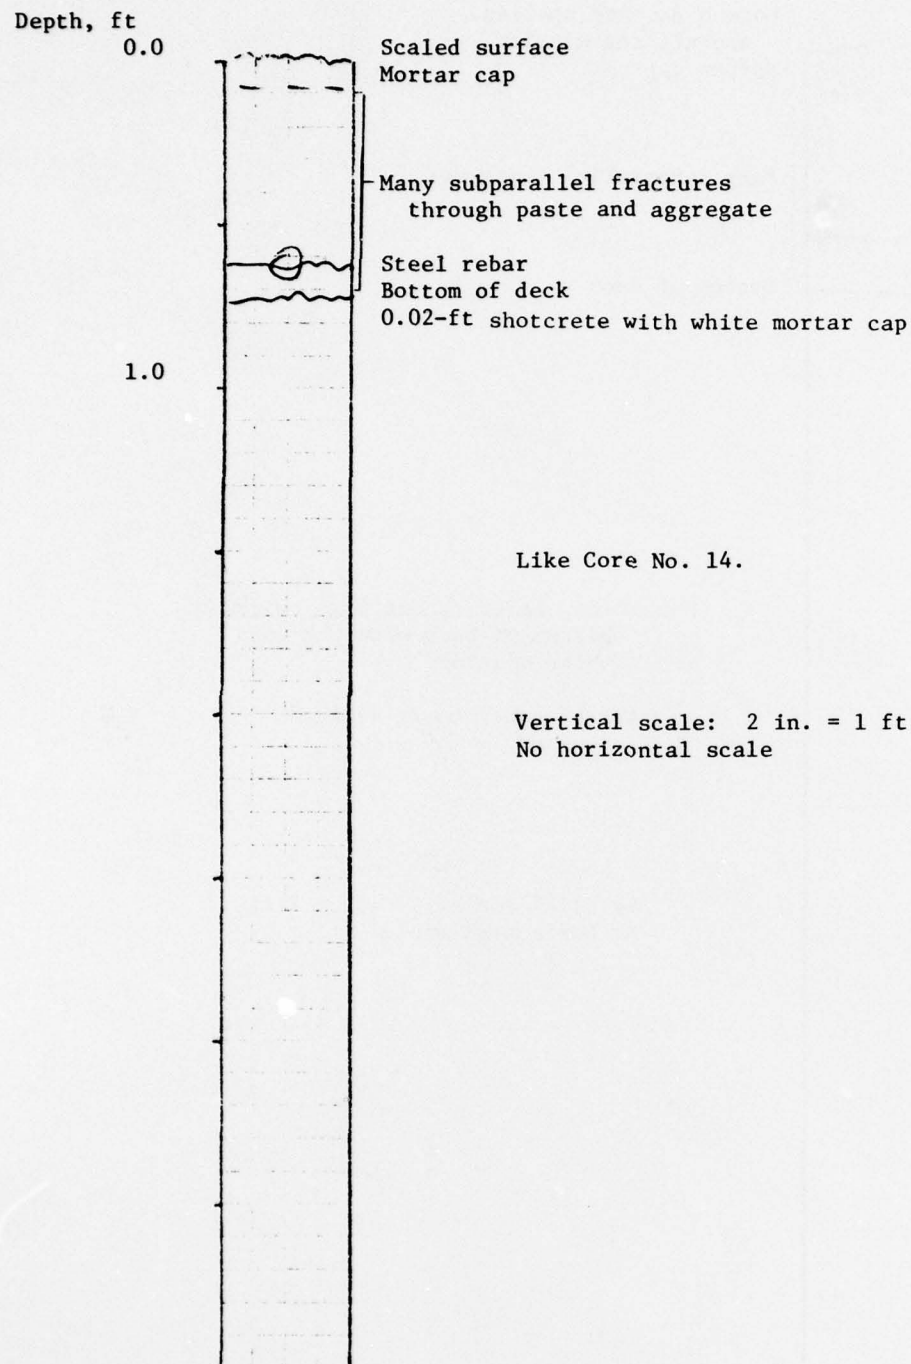 Depth, ft
0.0
Scaled surface
Mortar cap
Many subparallel fractures
through paste and aggregate
Steel rebar
Bottom of deck
0.02-ft shotcrete with white mortar cap
1.0
Like Core No. 14.
Vertical scale: 2 in. = 1 ft
No horizontal scale